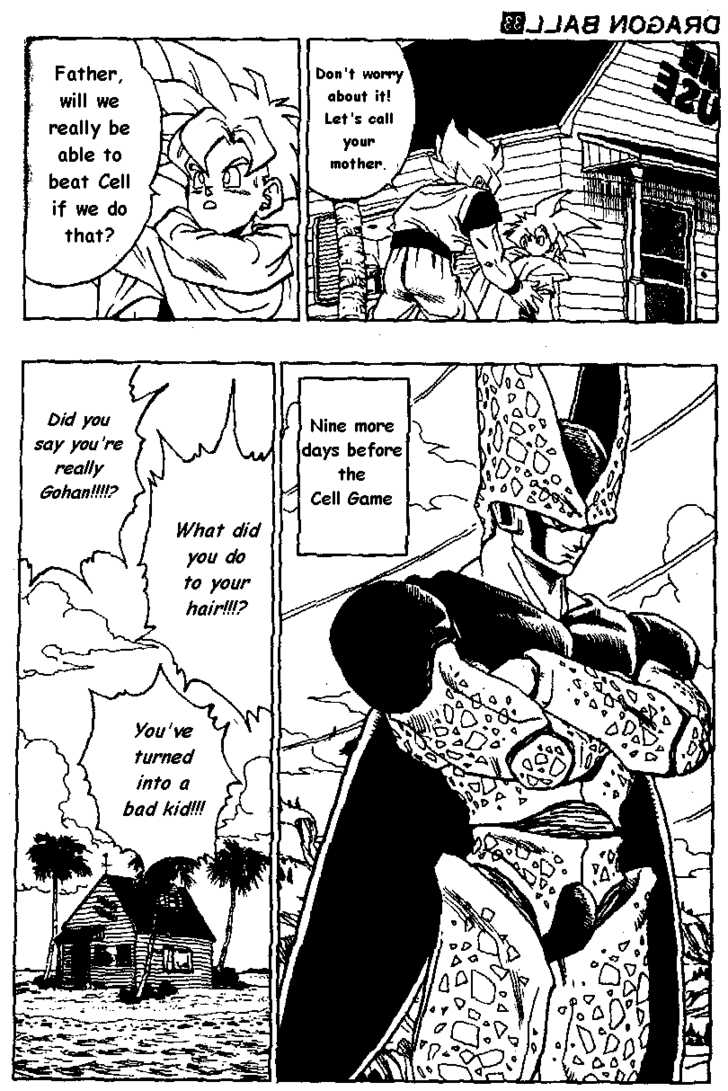 DRAGON BALL 33
Father,
will we
really be
able to
beat Cell
if we do
that?
Don't worry
about it!
Let's call
your
mother.
USE
Did you
say you're
really
Gohan!!!!?
What did
you do
to your
hair!!!?
You've
turned
into a
bad kid!!!
Nine more
days before
the
Cell Game